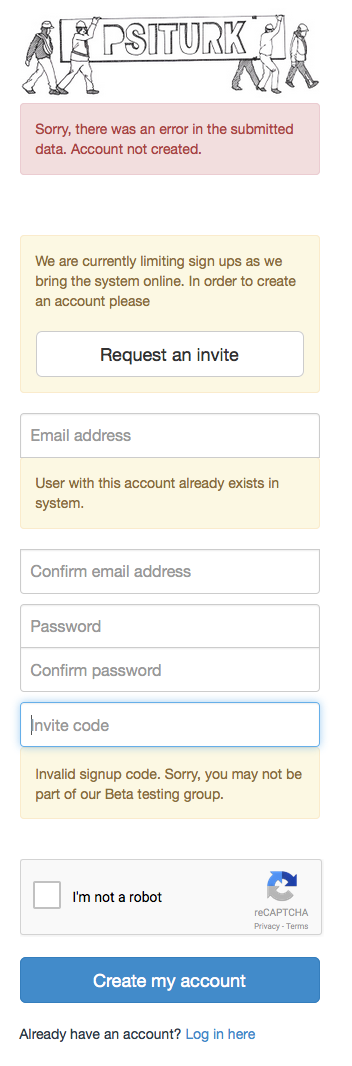 PSITURK
Sorry, there was an error in the submitted
data. Account not created.
We are currently limiting sign ups as we
bring the system online. In order to create
an account please
Request an invite
Email address
User with this account already exists in
system.
Confirm email address
Password
Confirm password
Invite code
Invalid signup code. Sorry, you may not be
part of our Beta testing group.
I'm not a robot
reCAPTCHA
Privacy - Terms
Create my account
Already have an account? Log in here